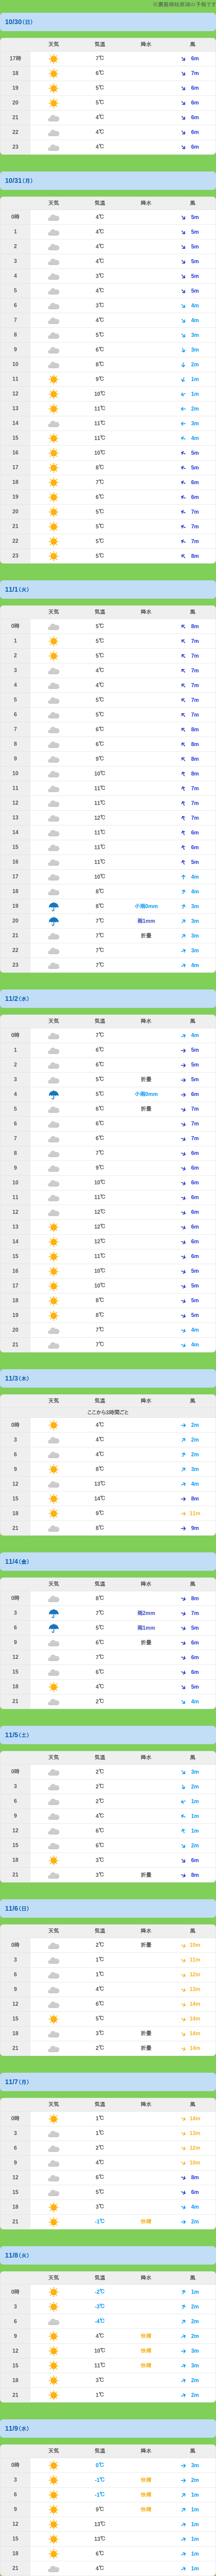 ※裏磐梯桧原湖の予報です
10/30(日)
天気 気温 降水 風
17時 7℃ 6m
18 6℃ 7m
19 5℃ 6m
20 5℃ 6m
21 4℃ 6m
22 4℃ 6m
23 4℃ 6m
10/31(月)
天気 気温 降水 風
0時 4℃ 5m
1 4℃ 5m
2 4℃ 5m
3 4℃ 5m
4 3℃ 5m
5 4℃ 5m
6 3℃ 4m
7 4℃ 4m
8 5℃ 3m
9 6℃ 3m
10 8℃ 2m
11 9℃ 1m
12 10℃ 1m
13 11℃ 2m
14 11℃ 3m
15 11℃ 4m
16 10℃ 5m
17 8℃ 5m
18 7℃ 6m
19 6℃ 6m
20 5℃ 7m
21 5℃ 7m
22 5℃ 7m
23 5℃ 8m
11/1(火)
天気 気温 降水 風
0時 5℃ 8m
1 5℃ 7m
2 5℃ 7m
3 4℃ 7m
4 4℃ 7m
5 5℃ 7m
6 5℃ 7m
7 6℃ 8m
8 6℃ 8m
9 9℃ 8m
10 10℃ 8m
11 11℃ 7m
12 11℃ 7m
13 12℃ 7m
14 11℃ 6m
15 11℃ 6m
16 11℃ 5m
17 10℃ 4m
18 8℃ 4m
19 8℃ 小雨0mm 3m
20 7℃ 雨1mm 3m
21 7℃ 折曇 3m
22 7℃ 3m
23 7℃ 4m
11/2(水)
天気 気温 降水 風
0時 7℃ 4m
1 6℃ 5m
2 6℃ 5m
3 5℃ 折曇 5m
4 5℃ 小雨0mm 6m
5 6℃ 折曇 7m
6 6℃ 7m
7 6℃ 7m
8 7℃ 6m
9 9℃ 6m
10 10℃ 6m
11 11℃ 6m
12 12℃ 6m
13 12℃ 6m
14 12℃ 6m
15 11℃ 6m
16 10℃ 5m
17 10℃ 5m
18 8℃ 5m
19 8℃ 5m
20 7℃ 4m
21 7℃ 4m
11/3(木)
天気 気温 降水 風
ここから3時間ごと
0時 4℃ 2m
3 4℃ 2m
6 4℃ 2m
9 8℃ 3m
12 13℃ 4m
15 14℃ 8m
18 9℃ 11m
21 8℃ 9m
11/4(金)
天気 気温 降水 風
0時 8℃ 8m
3 7℃ 雨2mm 7m
6 5℃ 雨1mm 5m
9 6℃ 折曇 6m
12 7℃ 6m
15 6℃ 6m
18 4℃ 5m
21 2℃ 4m
11/5(土)
天気 気温 降水 風
0時 2℃ 3m
3 2℃ 2m
6 2℃ 1m
9 4℃ 1m
12 6℃ 1m
15 6℃ 2m
18 3℃ 6m
21 3℃ 折曇 8m
11/6(日)
天気 気温 降水 風
0時 2℃ 折曇 10m
3 1℃ 11m
6 1℃ 12m
9 4℃ 13m
12 6℃ 14m
15 5℃ 14m
18 3℃ 折曇 14m
21 2℃ 折曇 14m
11/7(月)
天気 気温 降水 風
0時 1℃ 14m
3 1℃ 13m
6 2℃ 12m
9 4℃ 10m
12 6℃ 8m
15 5℃ 6m
18 3℃ 4m
21 -1℃ 快晴 2m
11/8(火)
天気 気温 降水 風
0時 -2℃ 1m
3 -3℃ 2m
6 -4℃ 2m
9 4℃ 快晴 2m
12 10℃ 快晴 3m
15 11℃ 快晴 3m
18 3℃ 2m
21 1℃ 2m
11/9(水)
天気 気温 降水 風
0時 0℃ 3m
3 -1℃ 快晴 2m
6 -1℃ 快晴 1m
9 9℃ 快晴 1m
12 13℃ 1m
15 13℃ 1m
18 6℃ 1m
21 4℃ 1m